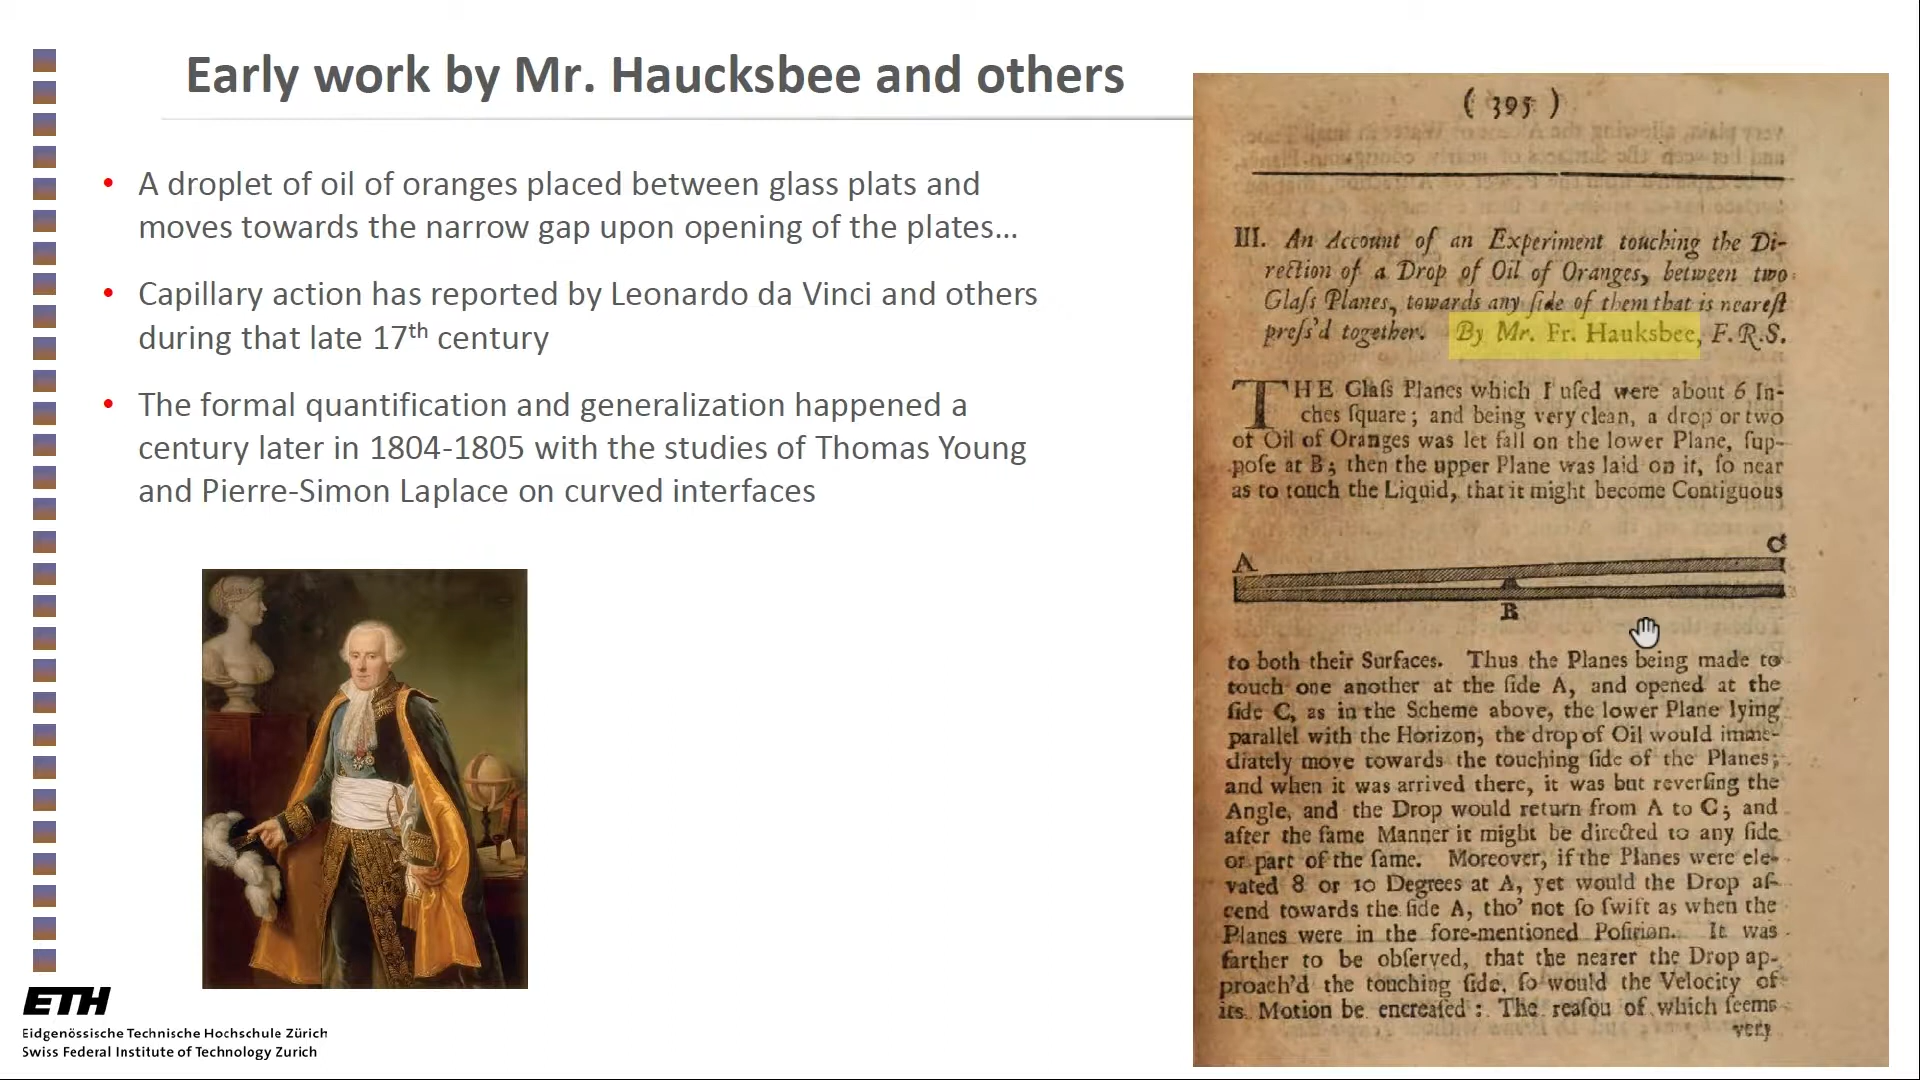 Early work by Mr. Haucksbee and others
• A droplet of oil of oranges placed between glass plats and
moves towards the narrow gap upon opening of the plates...
• Capillary action has reported by Leonardo da Vinci and others
during that late 17th century
• The formal quantification and generalization happened a
century later in 1804-1805 with the studies of Thomas Young
and Pierre-Simon Laplace on curved interfaces
ETH
Eidgenössische Technische Hochschule Zürich
Swiss Federal Institute of Technology Zurich
( 395 )
III. An Account of an Experiment touching the Di-
rection of a Drop of Oil of Oranges, between two
Glaſs Planes, towards any ſide of them that is neareſt
preſs'd together. By Mr. Fr. Hauksbee, F.R.S.
THE Glaſs Planes which I uſed were about 6 In-
ches ſquare; and being very clean, a drop or two
of Oil of Oranges was let fall on the lower Plane, ſup-
poſe at B; then the upper Plane was laid on it, ſo near
as to touch the Liquid, that it might become Contiguous
A
C
B
to both their Surfaces. Thus the Planes being made to
touch one another at the ſide A, and opened at the
ſide C, as in the Scheme above, the lower Plane lying
parallel with the Horizon, the drop of Oil would imme-
diately move towards the touching ſide of the Planes;
and when it was arrived there, it was but reverſing the
Angle, and the Drop would return from A to C; and
after the ſame Manner it might be directed to any ſide
or part of the ſame. Moreover, if the Planes were ele-
vated 8 or 10 Degrees at A, yet would the Drop aſ-
cend towards the ſide A, tho' not ſo ſwift as when the
Planes were in the fore-mentioned Poſition. It was
farther to be obſerved, that the nearer the Drop ap-
proach'd the touching ſide, ſo would the Velocity of
its Motion be encreaſed: The reaſou of which ſeems
very